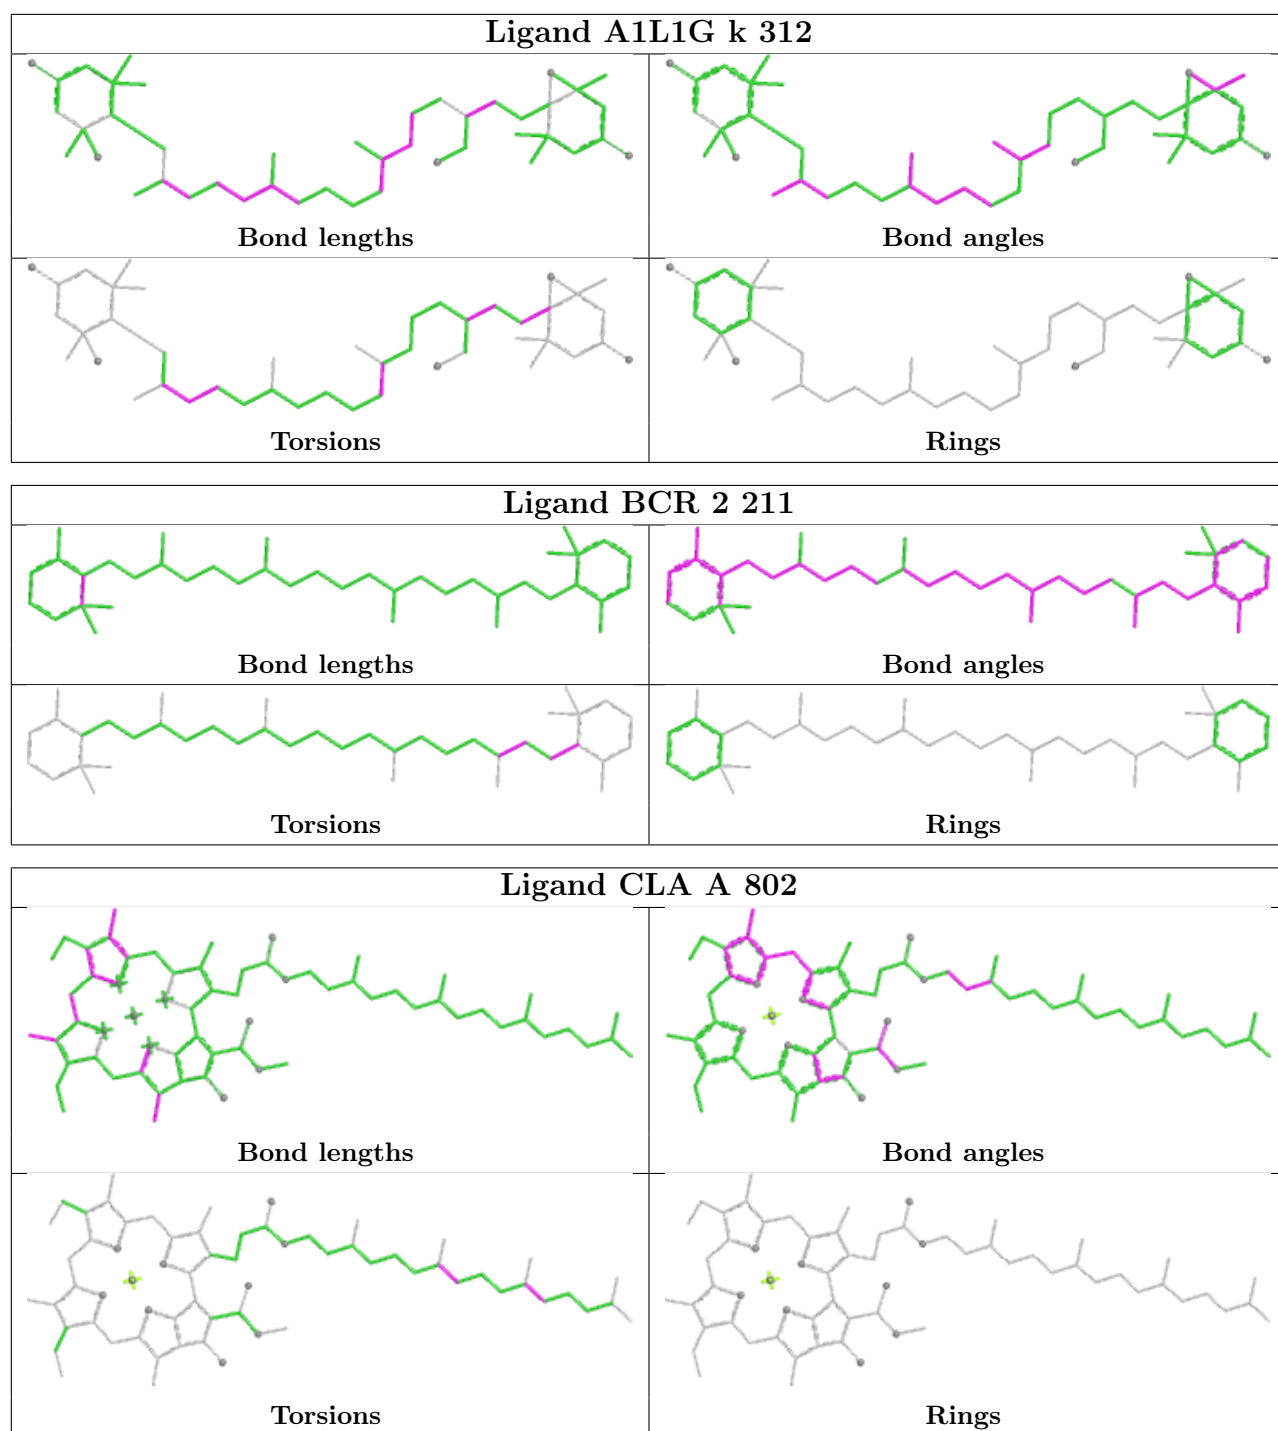 Ligand A1L1G k 312
Bond lengths
Bond angles
Torsions
Rings
Ligand BCR 2 211
Bond lengths
Bond angles
Torsions
Rings
Ligand CLA A 802
Bond lengths
Bond angles
Torsions
Rings